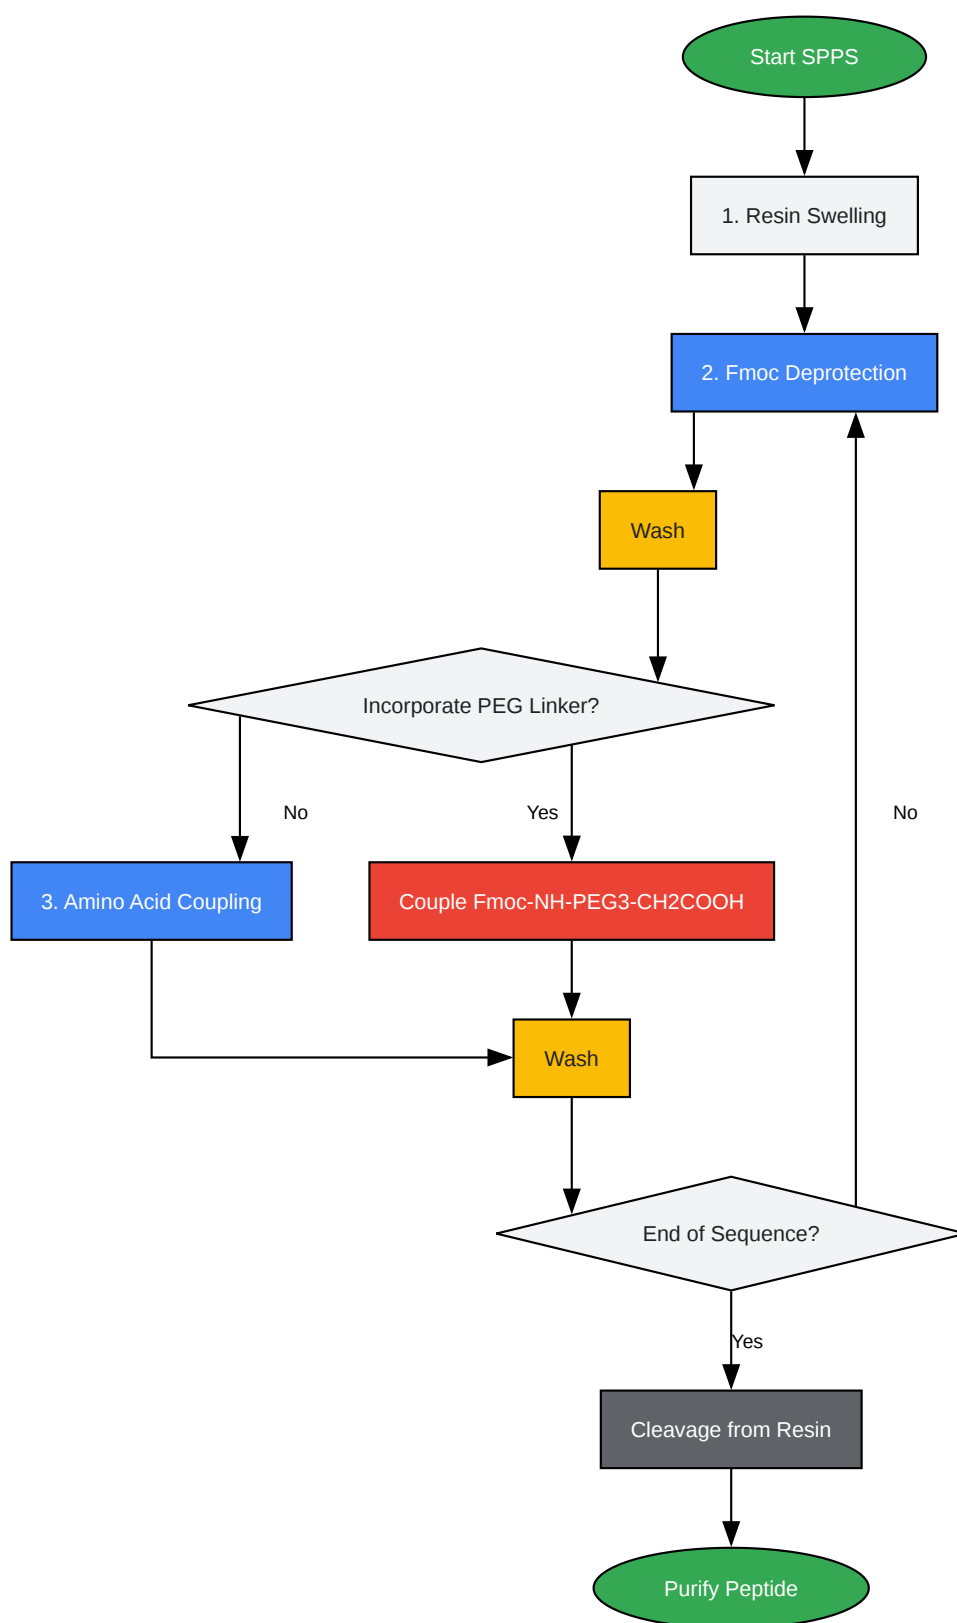 Start SPPS
1. Resin Swelling
2. Fmoc Deprotection
Wash
Incorporate PEG Linker?
No
Yes
No
3. Amino Acid Coupling
Couple Fmoc-NH-PEG3-CH2COOH
Wash
End of Sequence?
Yes
Cleavage from Resin
Purify Peptide